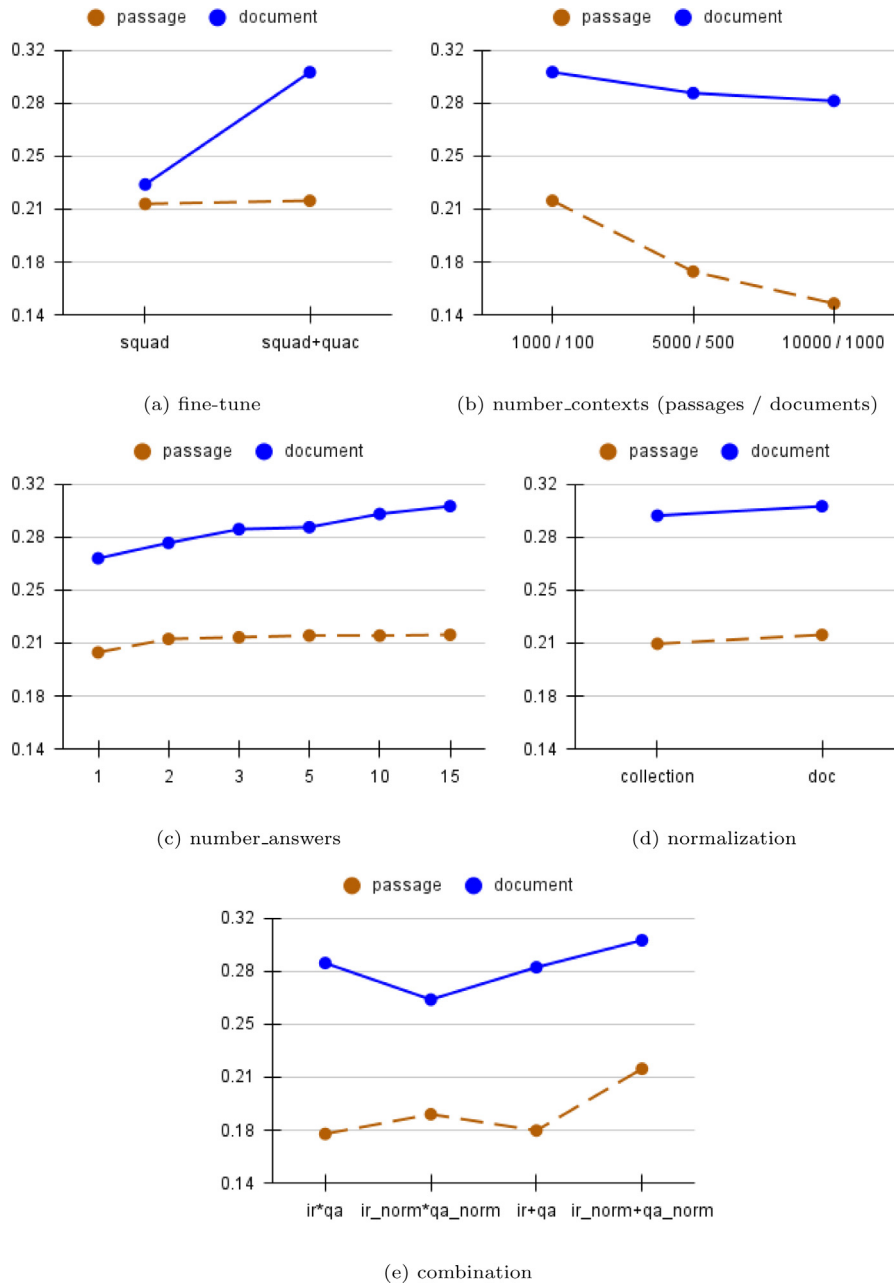 passage document passage document
0.32 0.32
0.28 0.28
0.25 0.25
0.21 0.21
0.18 0.18
0.14 0.14
squad squad+quac 1000 / 100 5000 / 500 10000 / 1000
(a) fine-tune (b) number_contexts (passages / documents)
passage document passage document
0.32 0.32
0.28 0.28
0.25 0.25
0.21 0.21
0.18 0.18
0.14 0.14
1 2 3 5 10 15 collection doc
(c) number_answers (d) normalization
passage document
0.32
0.28
0.25
0.21
0.18
0.14
ir*qa ir_norm*qa_norm ir+qa ir_norm+qa_norm
(e) combination